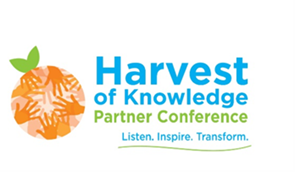 Harvest
of Knowledge
Partner Conference
Listen. Inspire. Transform.